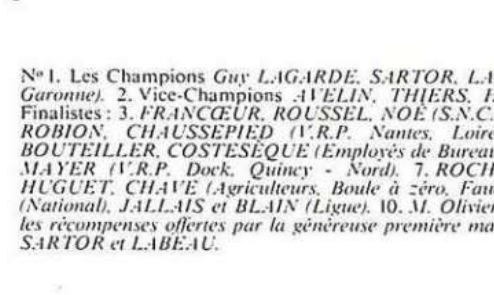 Nº 1. Les Champions Guy LAGARDE, SARTOR, LA
Garonne). 2. Vice-Champions AVELIN, THIERS,
Finalistes : 3. FRANCŒUR, ROUSSEL, NOÉ (S.N.C.
ROBION, CHAUSSEPIED (V.R.P. Nantes, Loire
BOUTEILLER, COSTESÈQUE (Employés de Bureau
MAYER (V.R.P. Dock, Quincy - Nord). 7. ROCH
HUGUET, CHAVE (Agriculteurs, Boule à zéro, Fau
(National), JALLAIS et BLAIN (Ligue). 10. M. Olivier
les récompenses offertes par la généreuse première ma
SARTOR et LABEAU.